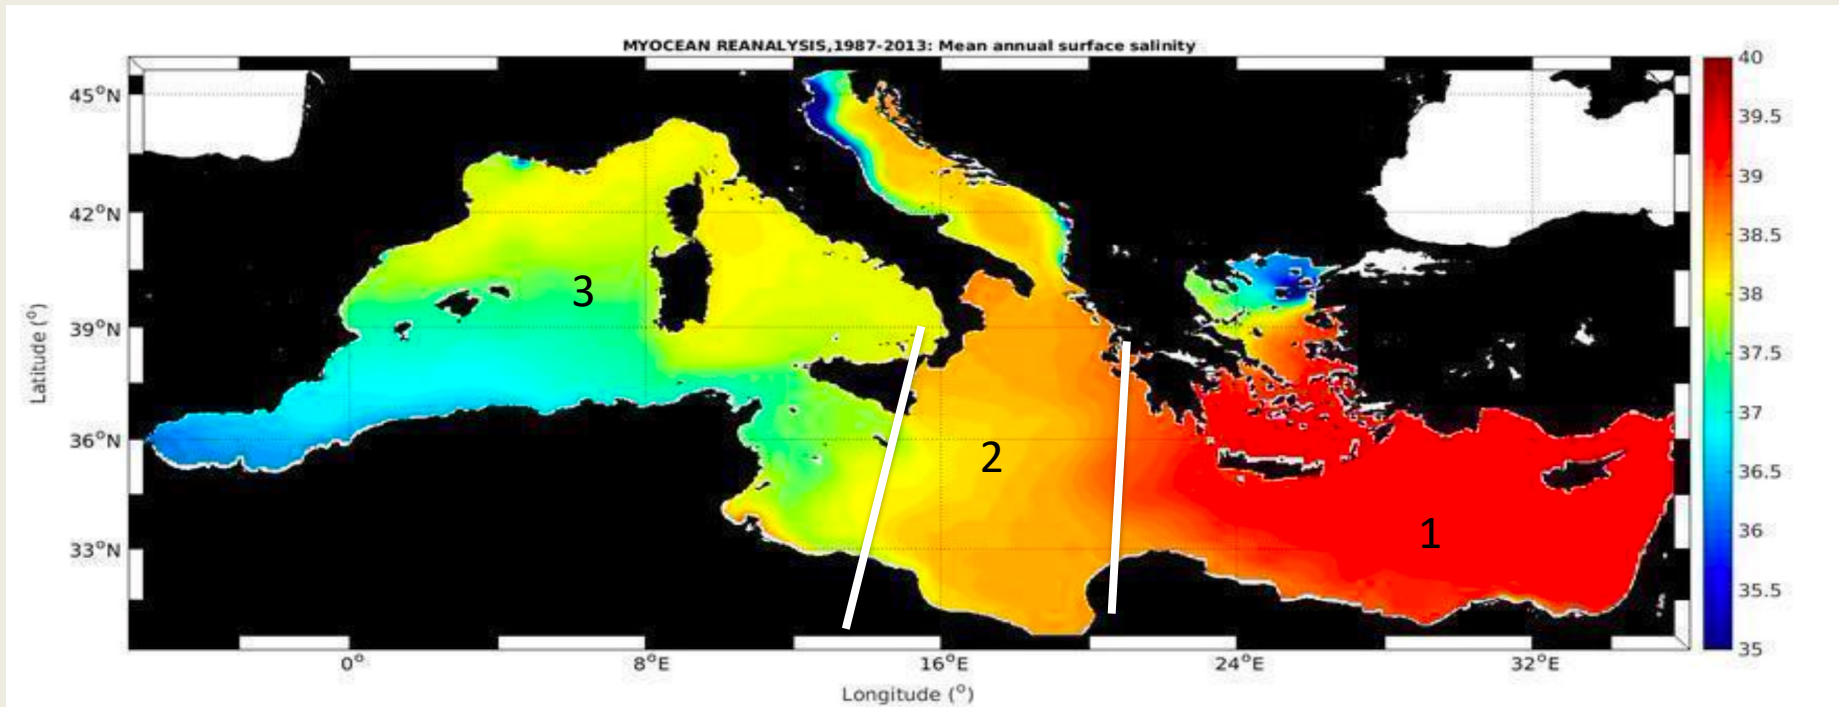 MYOCEAN REANALYSIS,1987-2013: Mean annual surface salinity
45°N
42°N
39°N
36°N
33°N
Latitude (°)
0°
8°E
16°E
24°E
32°E
Longitude (°)
3
2
1
40
39.5
39
38.5
38
37.5
37
36.5
36
35.5
35